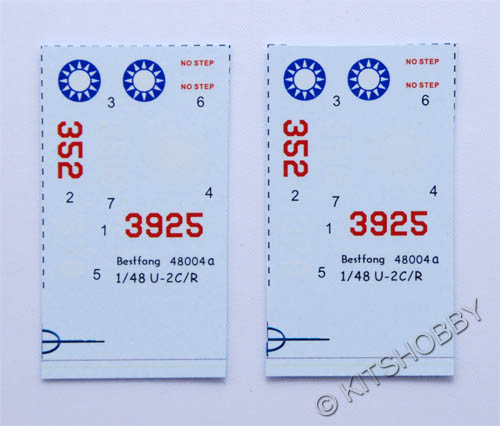 NO STEP
NO STEP
3
6
352
2
7
4
1
3925
5
Bestfong 48004a
1/48 U-2C/R
NO STEP
NO STEP
3
6
352
2
7
4
1
3925
5
Bestfong 48004a
1/48 U-2C/R
© KITSHOBBY